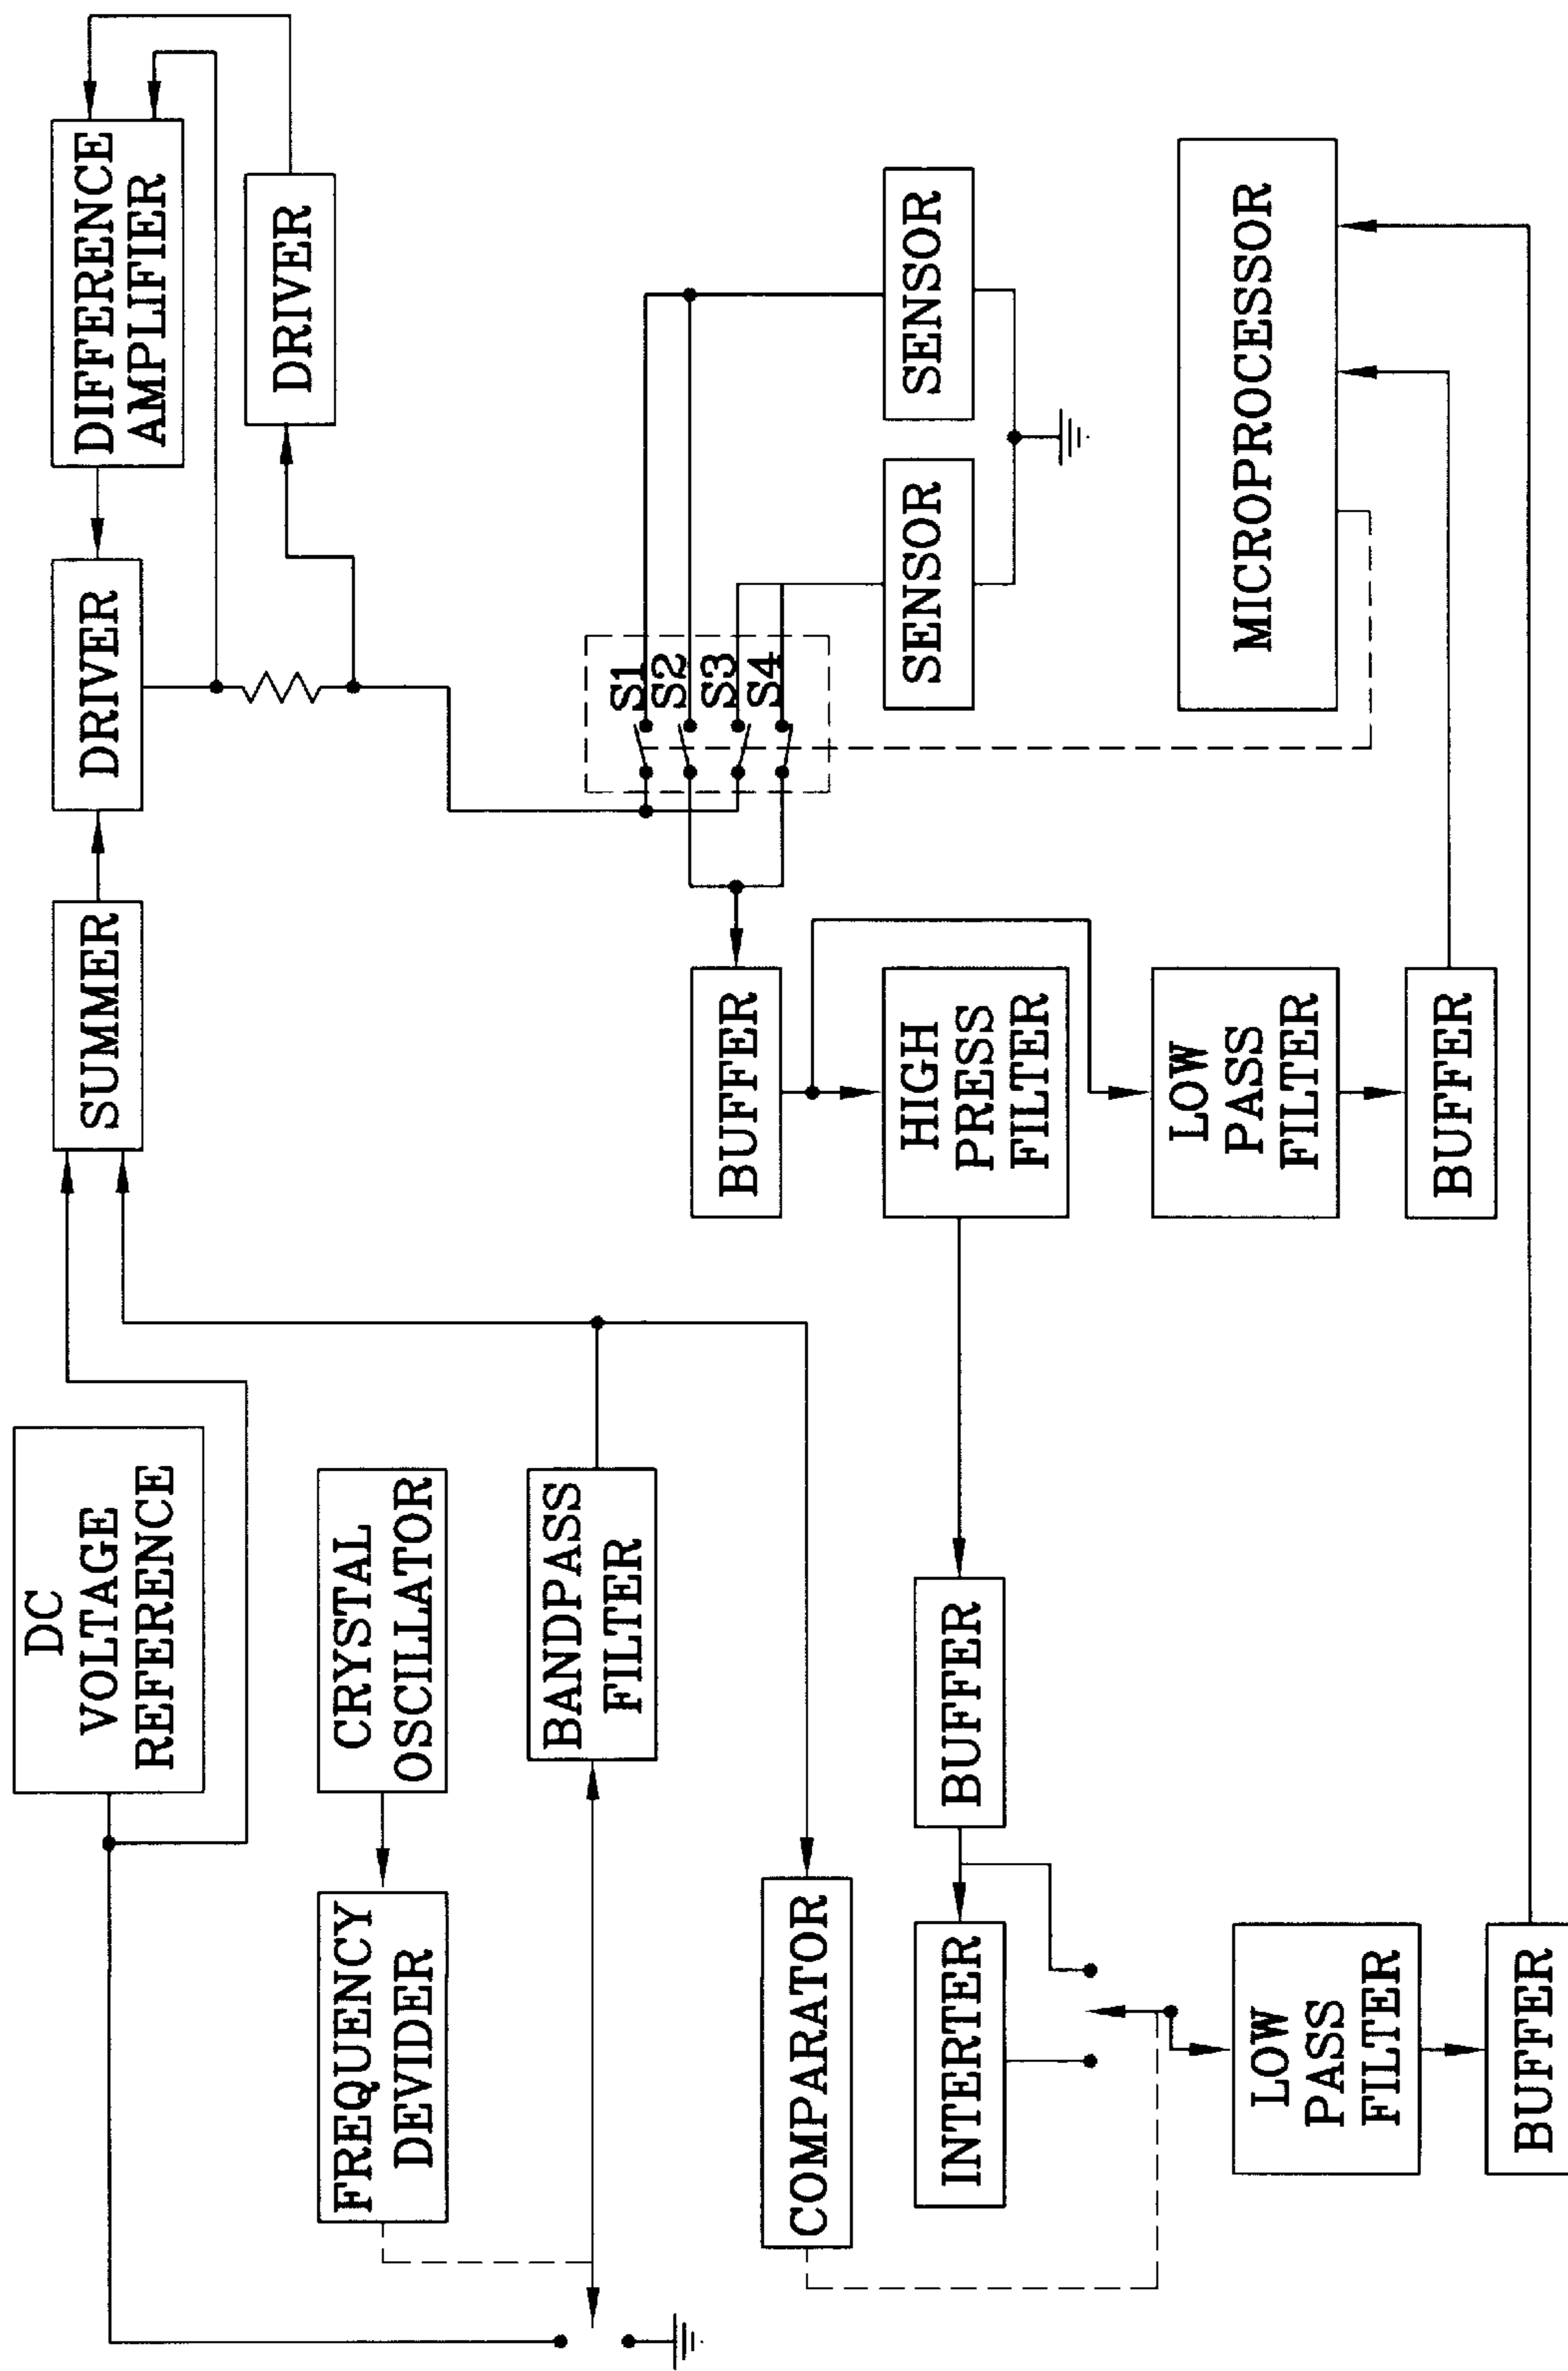 DC
VOLTAGE
REFERENCE
SUMMER
DRIVER
DIFFERENCE
AMPLIFIER
DRIVER
CRYSTAL
OSCILLATOR
FREQUENCY
DEVIDER
BANDPASS
FILTER
S1
S2
S3
S4
COMPARATOR
BUFFER
SENSOR
SENSOR
HIGH
PRESS
FILTER
BUFFER
INTERTER
LOW
PASS
FILTER
MICROPROCESSOR
LOW
PASS
FILTER
BUFFER
BUFFER